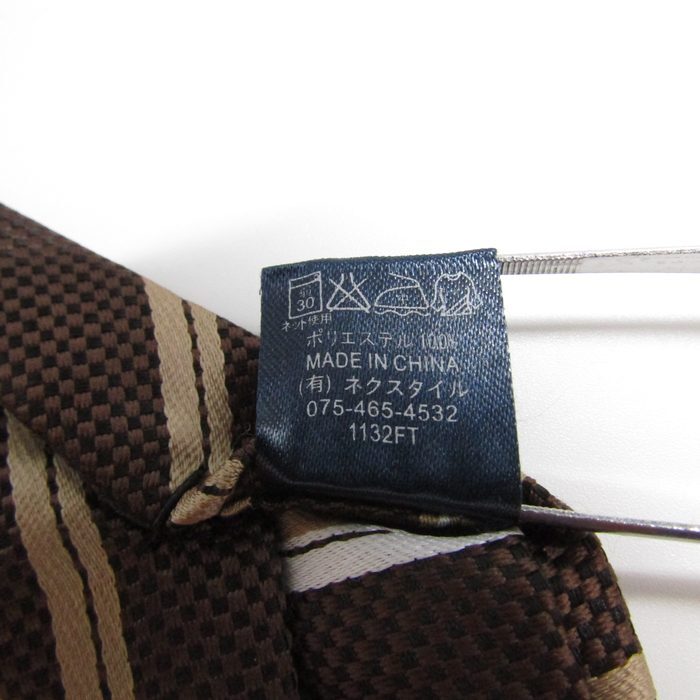 30
ネット使用
ポリエステル 100%
MADE IN CHINA
(有) ネクスタイル
075-465-4532
1132FT